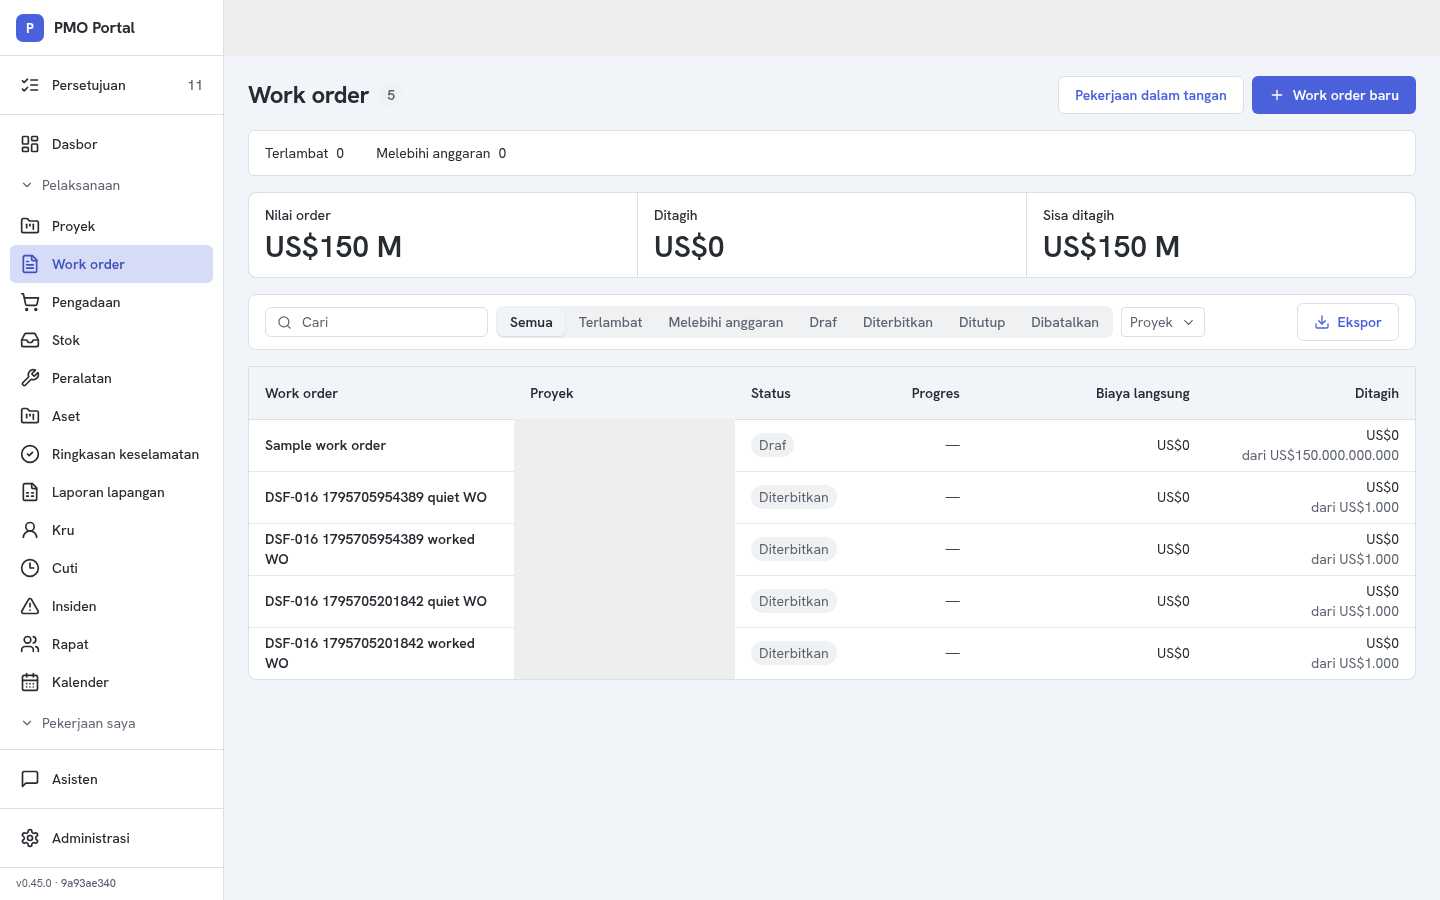 P PMO Portal
Persetujuan 11
Dasbor
Pelaksanaan
Proyek
Work order
Pengadaan
Stok
Peralatan
Aset
Ringkasan keselamatan
Laporan lapangan
Kru
Cuti
Insiden
Rapat
Kalender
Pekerjaan saya
Asisten
Administrasi
v0.45.0 · 9a93ae340
Work order 5
Pekerjaan dalam tangan
Work order baru
Terlambat 0 Melebihi anggaran 0
Nilai order
US$150 M
Ditagih
US$0
Sisa ditagih
US$150 M
Cari
Semua Terlambat Melebihi anggaran Draf Diterbitkan Ditutup Dibatalkan
Proyek
Ekspor
Work order Proyek Status Progres Biaya langsung Ditagih
Sample work order Draf — US$0 US$0
dari US$150.000.000.000
DSF-016 1795705954389 quiet WO Diterbitkan — US$0 US$0
dari US$1.000
DSF-016 1795705954389 worked
WO
Diterbitkan — US$0 US$0
dari US$1.000
DSF-016 1795705201842 quiet WO Diterbitkan — US$0 US$0
dari US$1.000
DSF-016 1795705201842 worked
WO
Diterbitkan — US$0 US$0
dari US$1.000